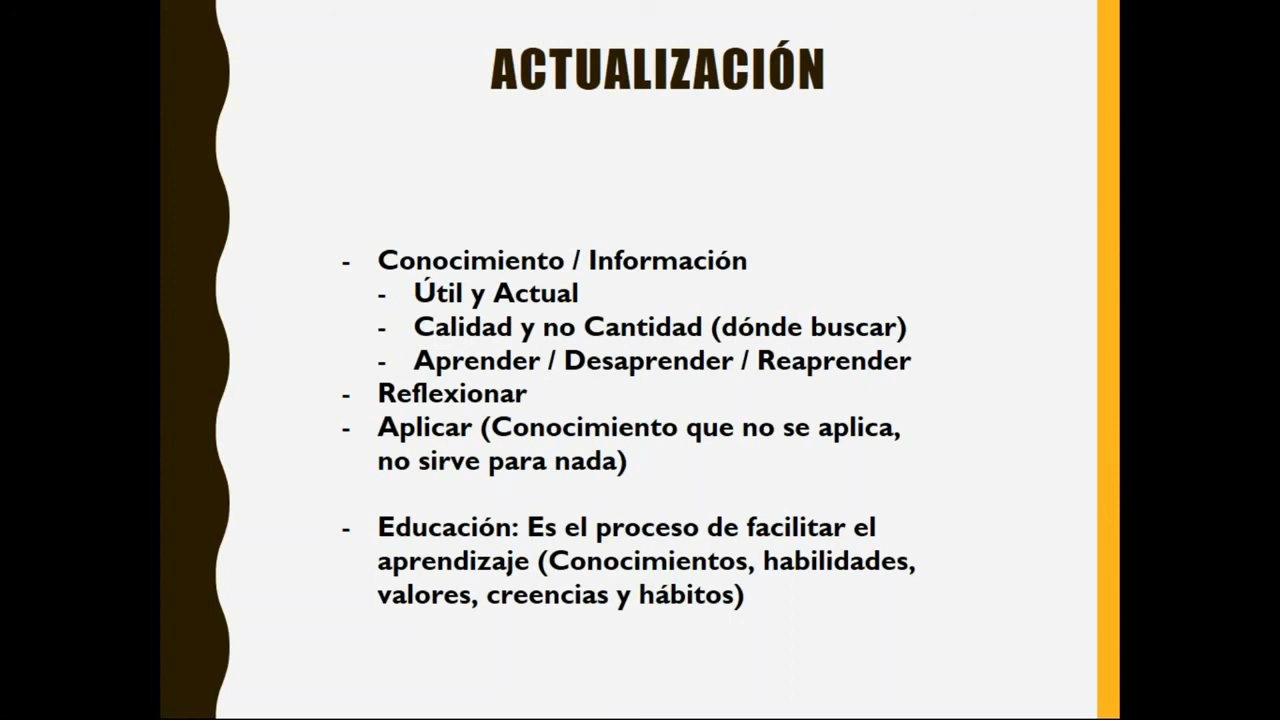 ACTUALIZACIÓN
- Conocimiento / Información
- Útil y Actual
- Calidad y no Cantidad (dónde buscar)
- Aprender / Desaprender / Reaprender
- Reflexionar
- Aplicar (Conocimiento que no se aplica,
no sirve para nada)
- Educación: Es el proceso de facilitar el
aprendizaje (Conocimientos, habilidades,
valores, creencias y hábitos)